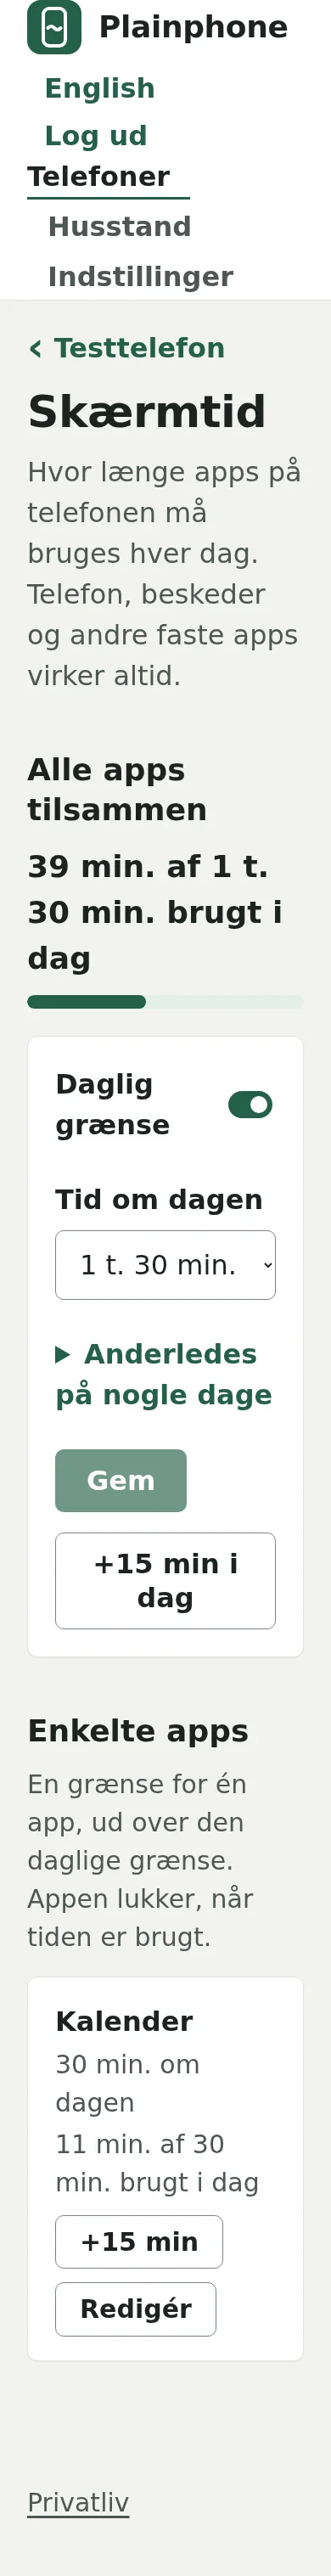 Plainphone
English
Log ud
Telefoner
Husstand
Indstillinger
‹ Testtelefon
Skærmtid
Hvor længe apps på
telefonen må
bruges hver dag.
Telefon, beskeder
og andre faste apps
virker altid.
Alle apps
tilsammen
39 min. af 1 t.
30 min. brugt i
dag
Daglig
grænse
Tid om dagen
1 t. 30 min.
Anderledes
på nogle dage
Gem
+15 min i
dag
Enkelte apps
En grænse for én
app, ud over den
daglige grænse.
Appen lukker, når
tiden er brugt.
Kalender
30 min. om
dagen
11 min. af 30
min. brugt i dag
+15 min
Redigér
Privatliv